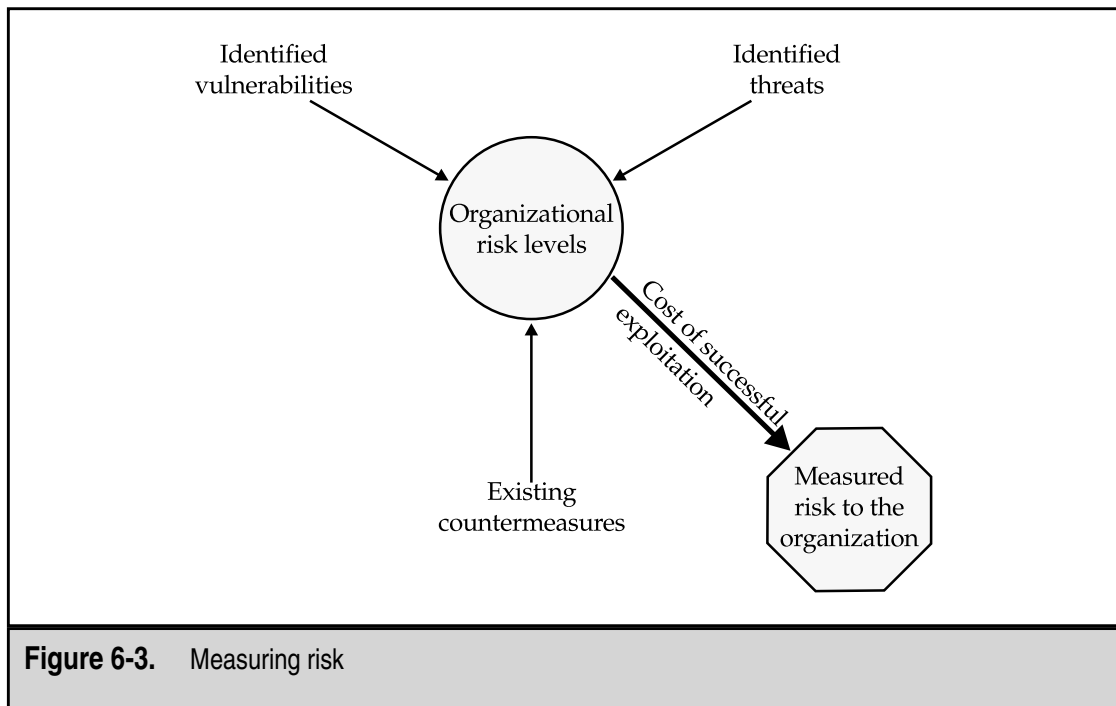 Identified
vulnerabilities
Identified
threats
Organizational
risk levels
Cost of successful
exploitation
Existing
countermeasures
Measured
risk to the
organization
Figure 6-3. Measuring risk